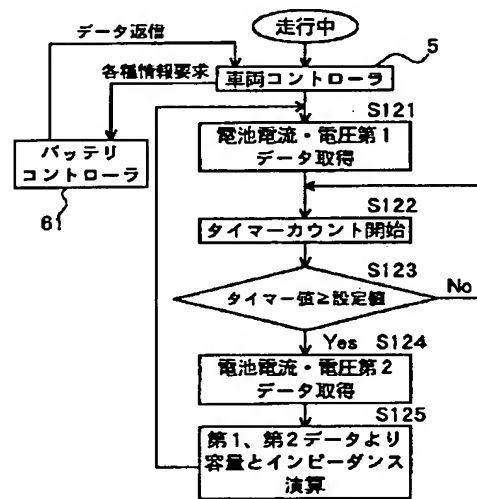 走行中
データ返信
5
各種情報要求
車両コントローラ
S121
電池電流・電圧第1
データ取得
バッテリ
コントローラ
61
S122
タイマーカウント開始
S123
タイマー値≧設定値
No
Yes S124
電池電流・電圧第2
データ取得
S125
第1、第2データより
容量とインピーダンス
演算